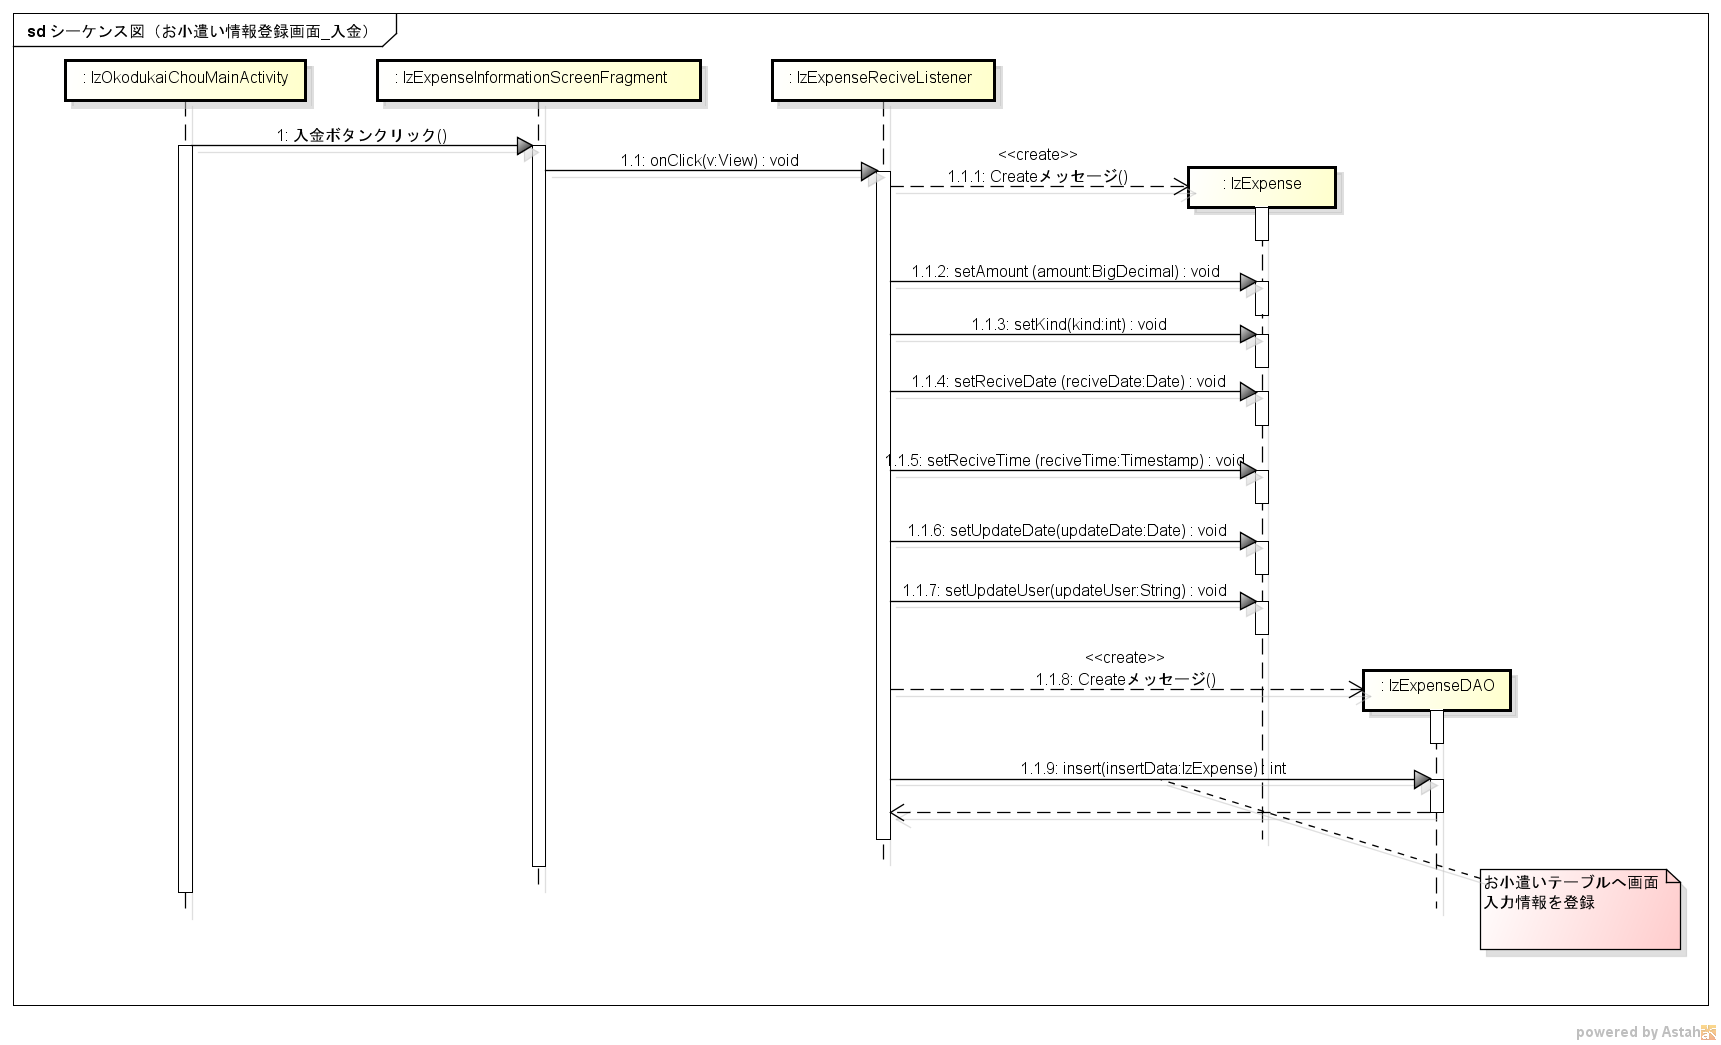 sd シーケンス図（お小遣い情報登録画面_入金）
: IzOkodukaiChouMainActivity
: IzExpenseInformationScreenFragment
: IzExpenseReciveListener
1: 入金ボタンクリック()
1.1: onClick(v:View) : void
<<create>>
1.1.1: Createメッセージ()
: IzExpense
1.1.2: setAmount (amount:BigDecimal) : void
1.1.3: setKind(kind:int) : void
1.1.4: setReciveDate (reciveDate:Date) : void
1.1.5: setReciveTime (reciveTime:Timestamp) : void
1.1.6: setUpdateDate(updateDate:Date) : void
1.1.7: setUpdateUser(updateUser:String) : void
<<create>>
1.1.8: Createメッセージ()
: IzExpenseDAO
1.1.9: insert(insertData:IzExpense) : int
お小遣いテーブルへ画面
入力情報を登録
powered by Astah